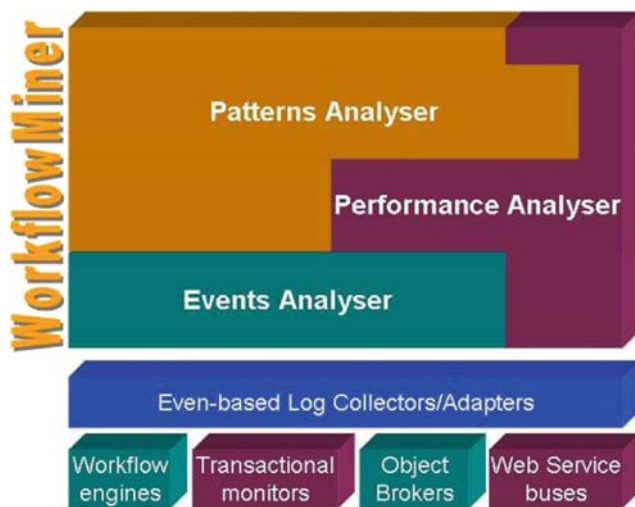 WorkflowMiner
Patterns Analyser
Performance Analyser
Events Analyser
Even-based Log Collectors/Adapters
Workflow
engines
Transactional
monitors
Object
Brokers
Web Service
buses